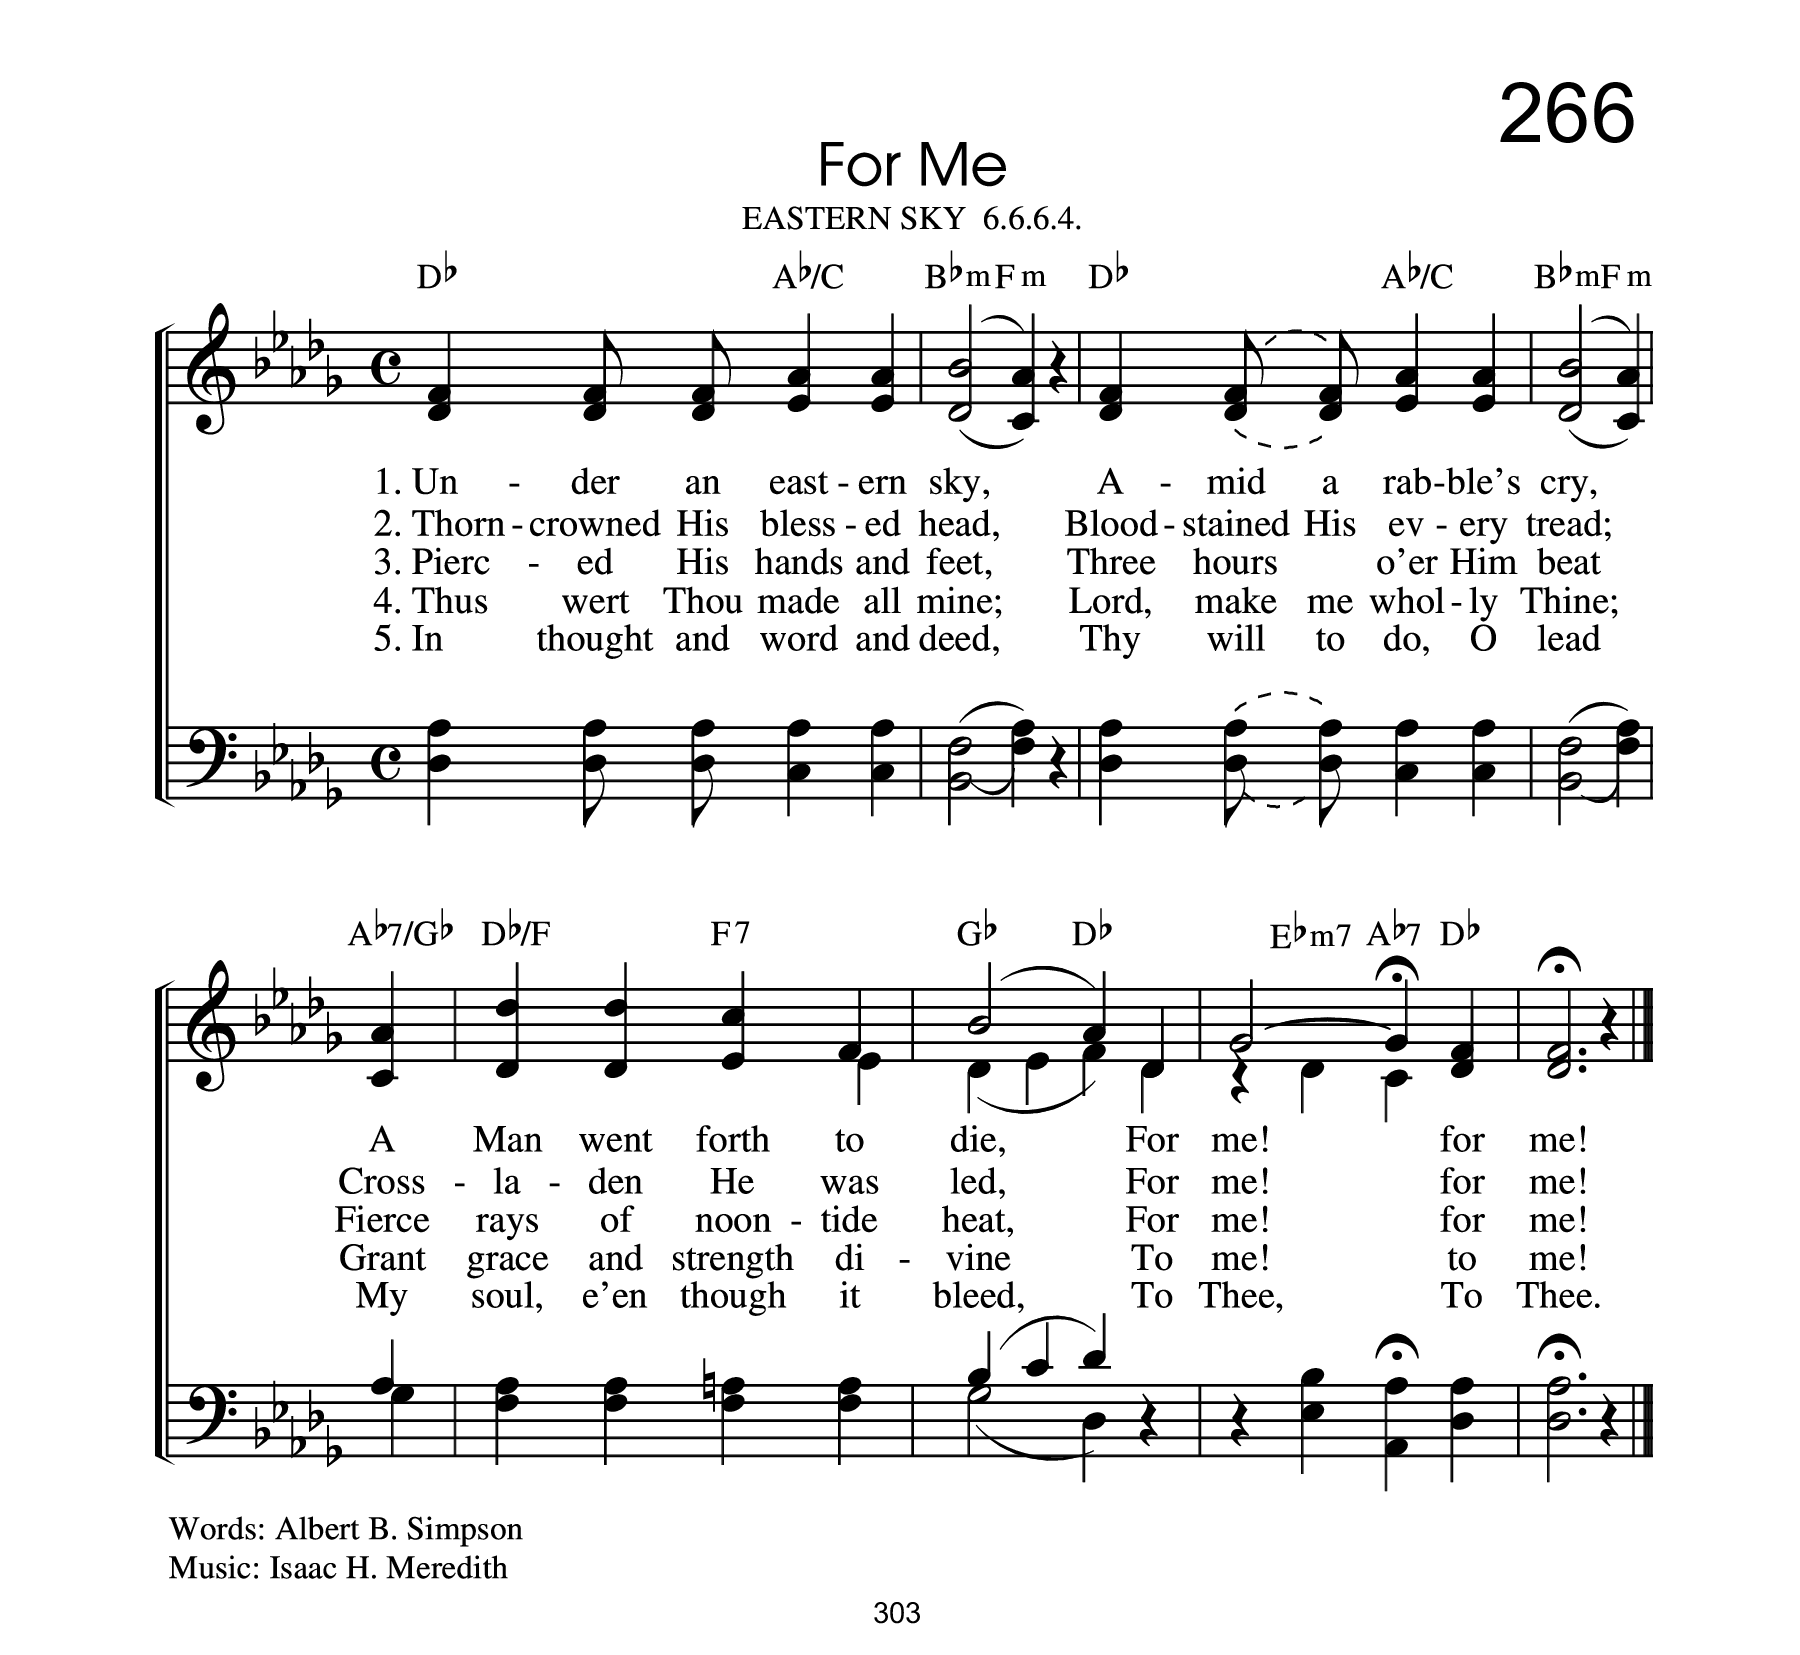 266
For Me
EASTERN SKY 6.6.6.4.
D♭ A♭/C B♭m F m D♭ A♭/C B♭m F m
1. Un - der an east - ern sky, A - mid a rab-ble’s cry,
2. Thorn - crowned His bless - ed head, Blood - stained His ev - ery tread;
3. Pierc - ed His hands and feet, Three hours o’er Him beat
4. Thus wert Thou made all mine; Lord, make me whol - ly Thine;
5. In thought and word and deed, Thy will to do, O lead
A♭7/G♭ D♭/F F7 G♭ D♭ E♭m7 A♭7 D♭
A Man went forth to die, For me! for me!
Cross - la - den He was led, For me! for me!
Fierce rays of noon - tide heat, For me! for me!
Grant grace and strength di - vine To me! to me!
My soul, e’en though it bleed, To Thee, To Thee.
Words: Albert B. Simpson
Music: Isaac H. Meredith
303